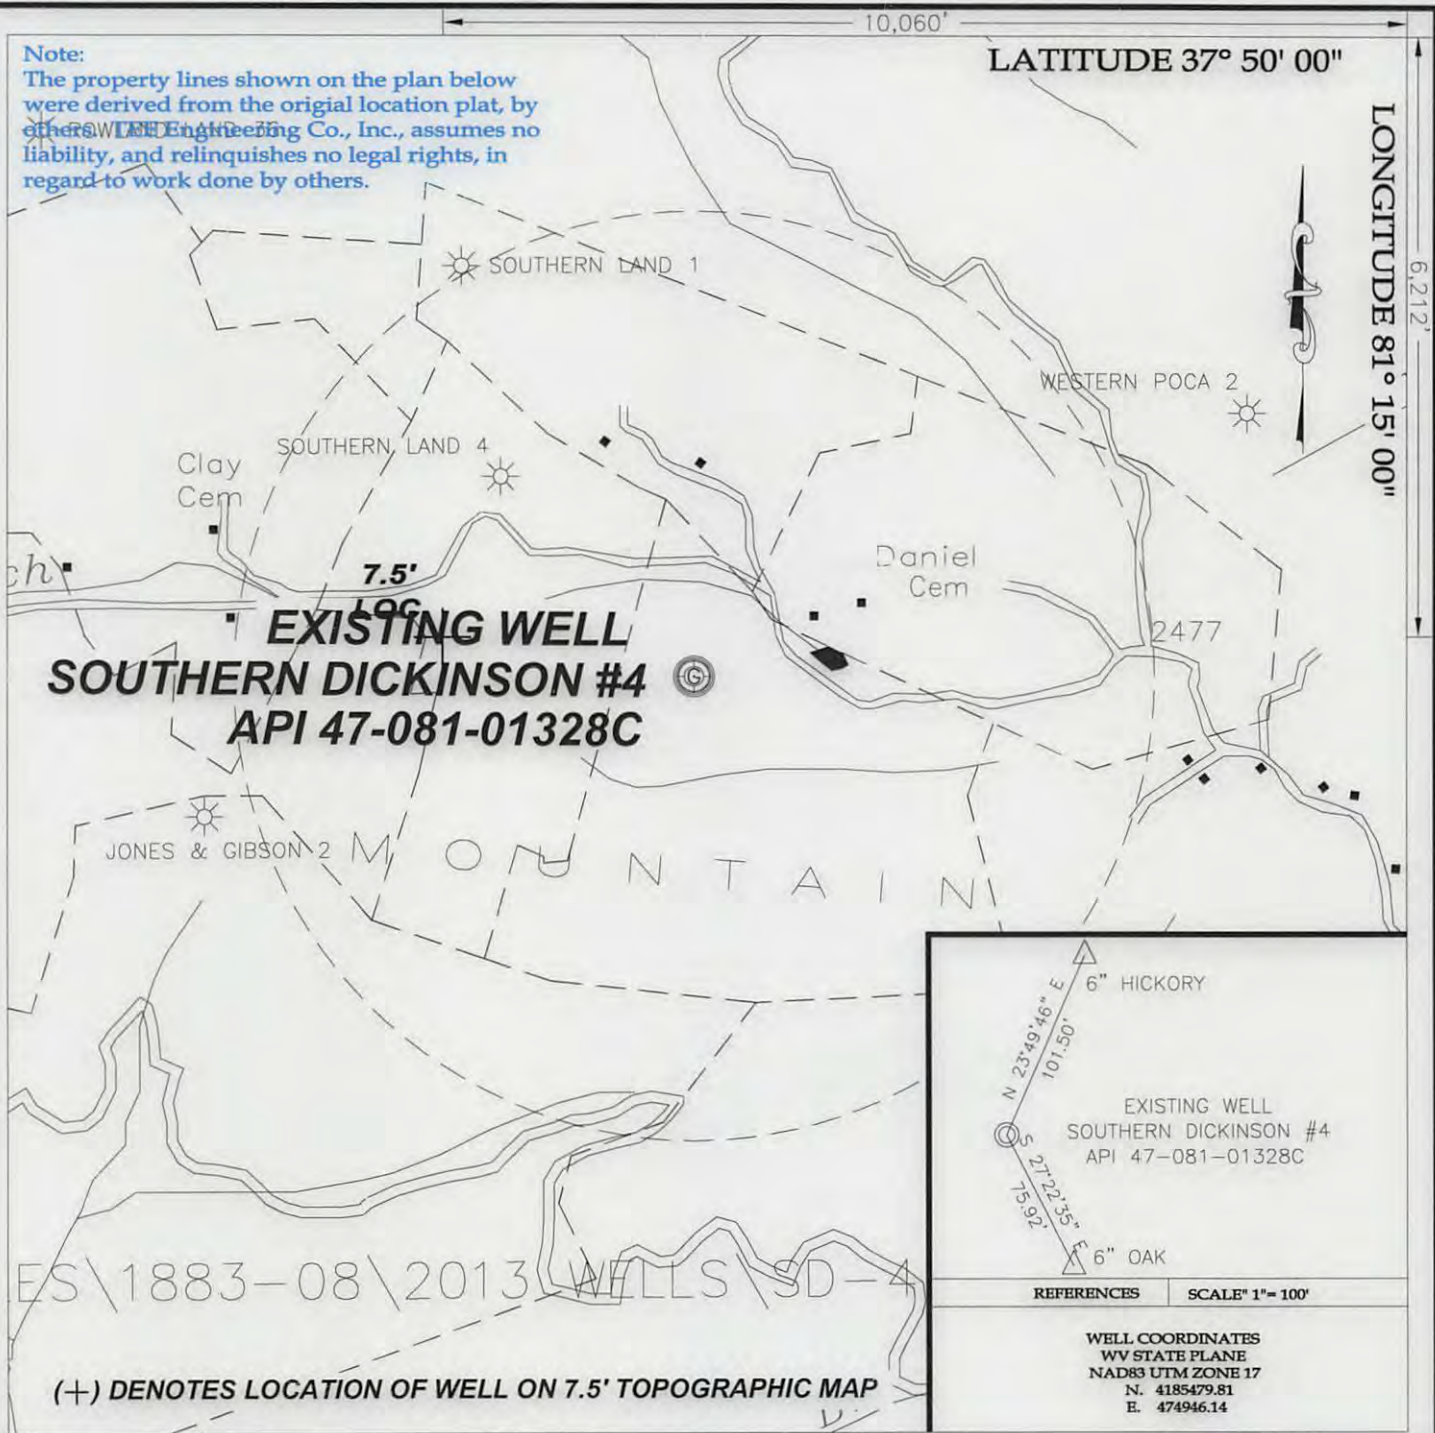 10,060'
LATITUDE 37° 50' 00"
LONGITUDE 81° 15' 00"
6,212'
Note:
The property lines shown on the plan below
were derived from the origial location plat, by
others. Engineering Co., Inc., assumes no
liability, and relinquishes no legal rights, in
regard to work done by others.
ROWLAND LAND 36
SOUTHERN LAND 1
WESTERN POCA 2
SOUTHERN LAND 4
Clay
Cem
ch
7.5'
LOC
Daniel
Cem
2477
EXISTING WELL
SOUTHERN DICKINSON #4
API 47-081-01328C
G
JONES & GIBSON 2
MOUNTAIN
6" HICKORY
N 23°49'46" E
101.50'
EXISTING WELL
SOUTHERN DICKINSON #4
API 47-081-01328C
S 27°22'35" E
75.92'
6" OAK
REFERENCES SCALE" 1"= 100'
WELL COORDINATES
WV STATE PLANE
NAD83 UTM ZONE 17
N. 4185479.81
E. 474946.14
ES\1883-08\2013 WELLS\SD-4
(+) DENOTES LOCATION OF WELL ON 7.5' TOPOGRAPHIC MAP